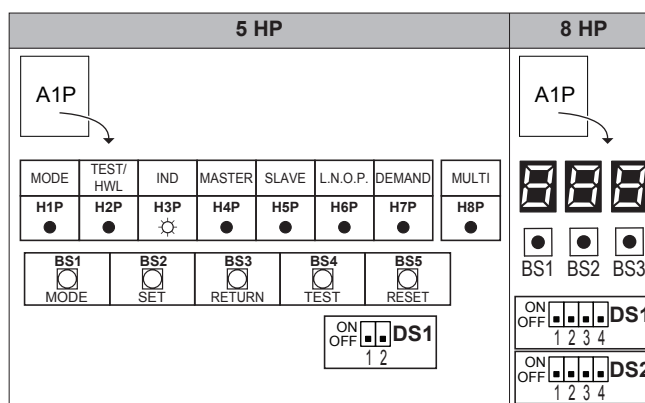 5 HP
8 HP
A1P
A1P
MODE TEST/ HWL IND MASTER SLAVE L.N.O.P. DEMAND MULTI
H1P H2P H3P H4P H5P H6P H7P H8P
BS1 BS2 BS3 BS4 BS5
MODE SET RETURN TEST RESET
ON
OFF DS1
1 2
888
BS1 BS2 BS3
ON
OFF DS1
1 2 3 4
ON
OFF DS2
1 2 3 4